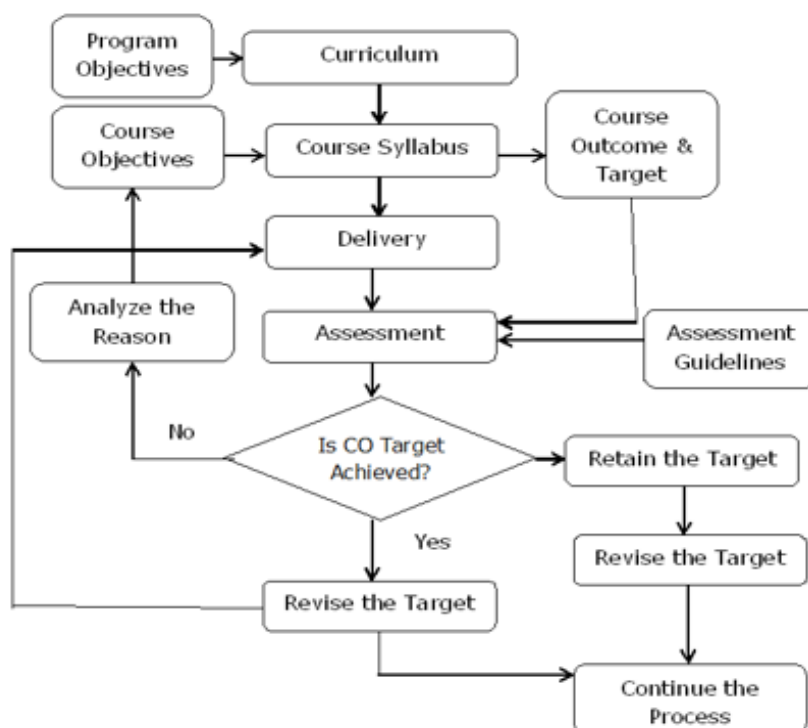 Program
Objectives
Curriculum
Course
Objectives
Course Syllabus
Course
Outcome &
Target
Delivery
Analyze the
Reason
Assessment
Assessment
Guidelines
No
Is CO Target
Achieved?
Retain the Target
Yes
Revise the Target
Revise the Target
Continue the
Process